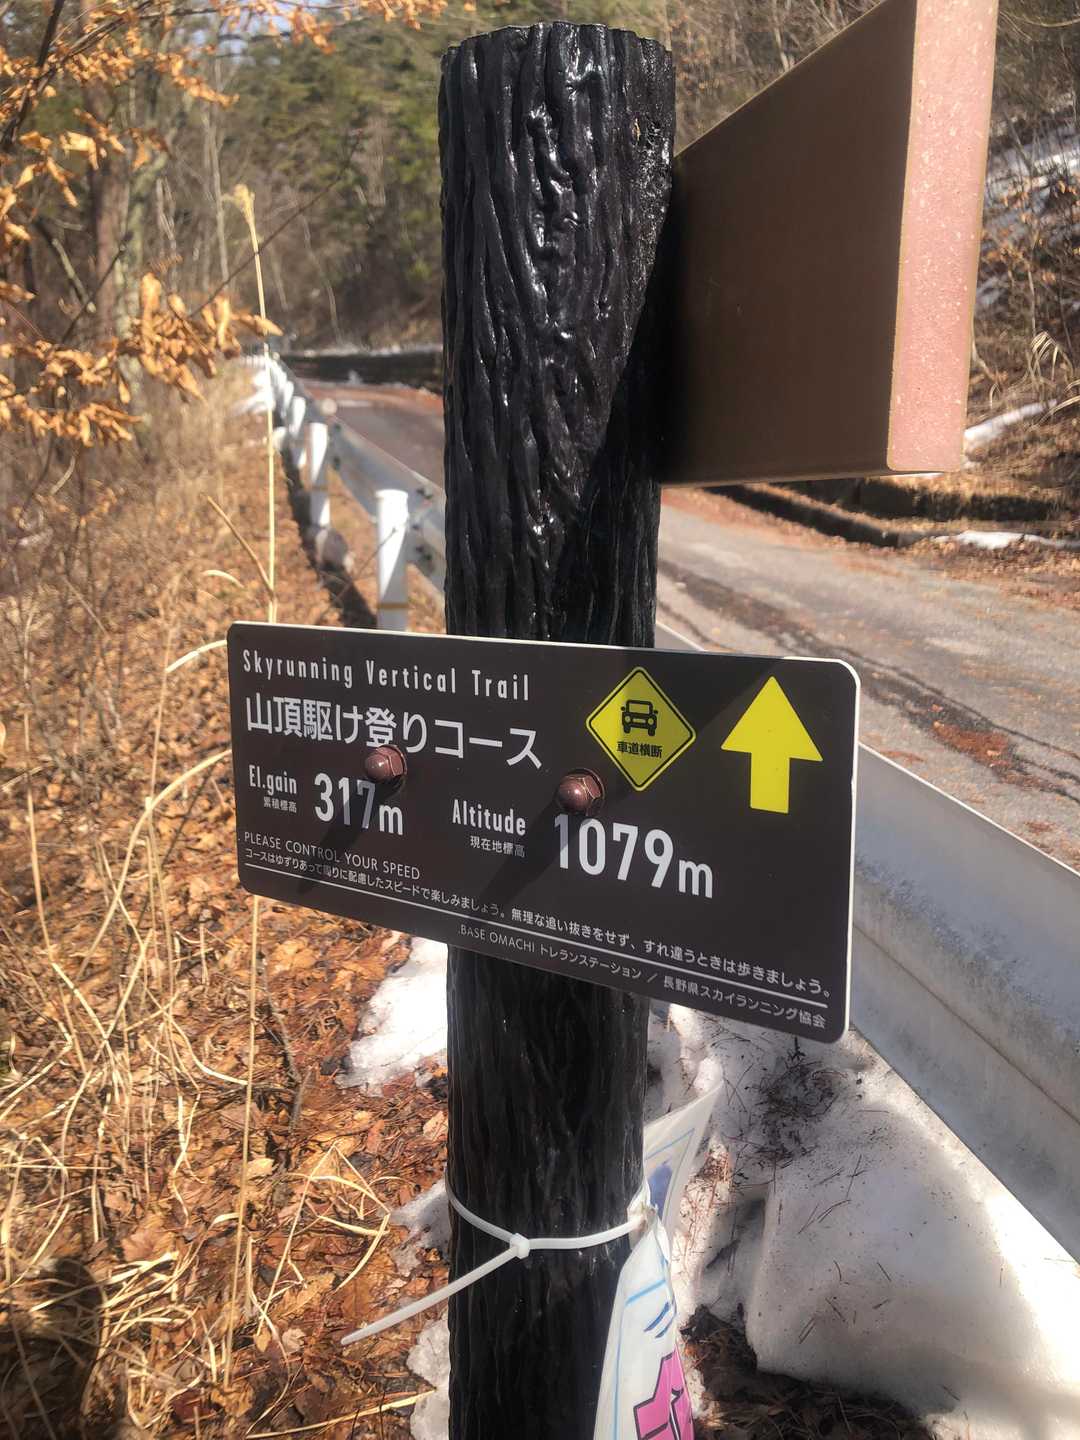 Skyrunning Vertical Trail
山頂駆け登りコース
車道横断
El.gain 317m
累積標高
Altitude 1079m
現在地標高
PLEASE CONTROL YOUR SPEED
コースはゆずりあって周りに配慮したスピードで楽しみましょう。無理な追い抜きをせず、すれ違うときは歩きましょう。
.BASE OMACHI トレランステーション / 長野県スカイランニング協会